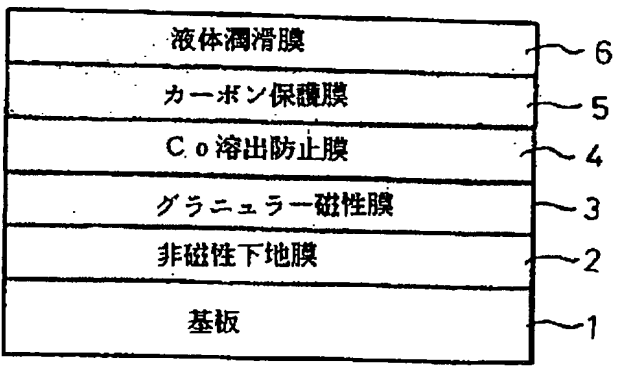 液体潤滑膜 6
カーボン保護膜 5
Co溶出防止膜 4
グラニュラー磁性膜 3
非磁性下地膜 2
基板 1